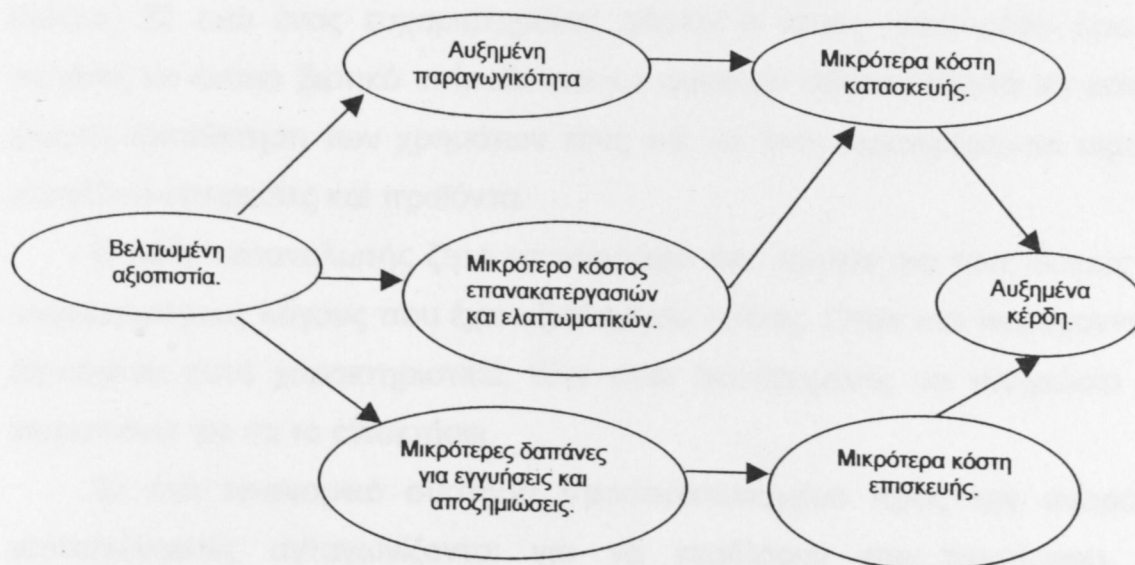 Αυξημένη
παραγωγικότητα
Μικρότερα κόστη
κατασκευής.
Βελτιωμένη
αξιοπιστία.
Μικρότερο κόστος
επανακατεργασιών
και ελαττωματικών.
Αυξημένα
κέρδη.
Μικρότερες δαπάνες
για εγγυήσεις και
αποζημιώσεις.
Μικρότερα κόστη
επισκευής.